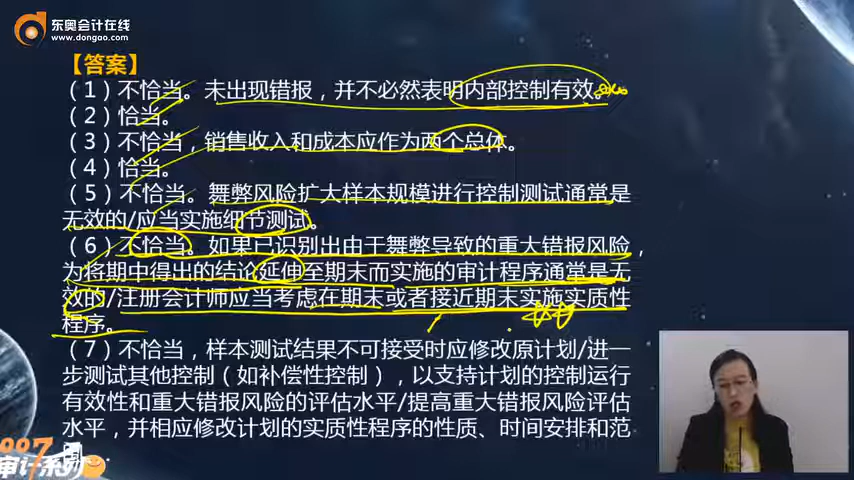 东奥会计在线
www.dongao.com
【答案】
（1）不恰当。未出现错报，并不必然表明内部控制有效。
（2）恰当。
（3）不恰当，销售收入和成本应作为两个总体。
（4）恰当。
（5）不恰当。舞弊风险扩大样本规模进行控制测试通常是
无效的/应当实施细节测试。
（6）不恰当。如果已识别出由于舞弊导致的重大错报风险，
为将期中得出的结论延伸至期末而实施的审计程序通常是无
效的/注册会计师应当考虑在期末或者接近期末实施实质性
程序。
（7）不恰当，样本测试结果不可接受时应修改原计划/进一
步测试其他控制（如补偿性控制），以支持计划的控制运行
有效性和重大错报风险的评估水平/提高重大错报风险评估
水平，并相应修改计划的实质性程序的性质、时间安排和范
007
审计系列